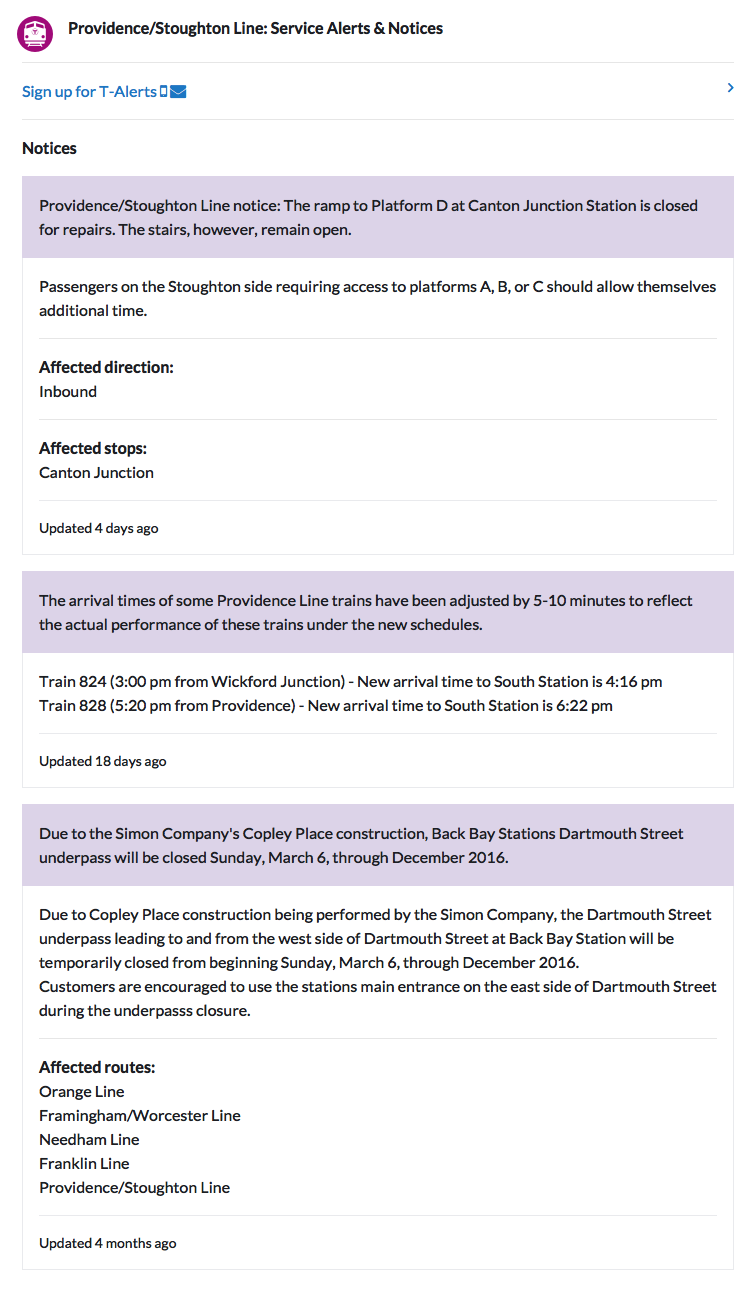 Providence/Stoughton Line: Service Alerts & Notices
Sign up for T-Alerts
Notices
Providence/Stoughton Line notice: The ramp to Platform D at Canton Junction Station is closed
for repairs. The stairs, however, remain open.
Passengers on the Stoughton side requiring access to platforms A, B, or C should allow themselves
additional time.
Affected direction:
Inbound
Affected stops:
Canton Junction
Updated 4 days ago
The arrival times of some Providence Line trains have been adjusted by 5-10 minutes to reflect
the actual performance of these trains under the new schedules.
Train 824 (3:00 pm from Wickford Junction) - New arrival time to South Station is 4:16 pm
Train 828 (5:20 pm from Providence) - New arrival time to South Station is 6:22 pm
Updated 18 days ago
Due to the Simon Company's Copley Place construction, Back Bay Stations Dartmouth Street
underpass will be closed Sunday, March 6, through December 2016.
Due to Copley Place construction being performed by the Simon Company, the Dartmouth Street
underpass leading to and from the west side of Dartmouth Street at Back Bay Station will be
temporarily closed from beginning Sunday, March 6, through December 2016.
Customers are encouraged to use the stations main entrance on the east side of Dartmouth Street
during the underpasss closure.
Affected routes:
Orange Line
Framingham/Worcester Line
Needham Line
Franklin Line
Providence/Stoughton Line
Updated 4 months ago